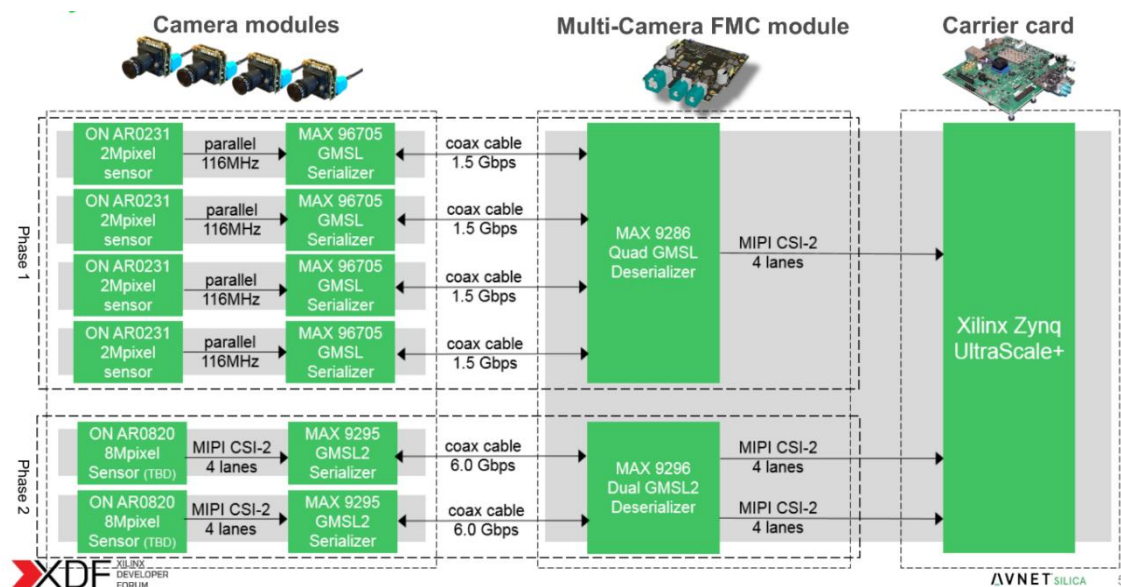 Camera modules
Multi-Camera FMC module
Carrier card
Phase 1
ON AR0231
2Mpixel
sensor
parallel
116MHz
MAX 96705
GMSL
Serializer
coax cable
1.5 Gbps
ON AR0231
2Mpixel
sensor
parallel
116MHz
MAX 96705
GMSL
Serializer
coax cable
1.5 Gbps
ON AR0231
2Mpixel
sensor
parallel
116MHz
MAX 96705
GMSL
Serializer
coax cable
1.5 Gbps
ON AR0231
2Mpixel
sensor
parallel
116MHz
MAX 96705
GMSL
Serializer
coax cable
1.5 Gbps
MAX 9286
Quad GMSL
Deserializer
MIPI CSI-2
4 lanes
Xilinx Zynq
UltraScale+
Phase 2
ON AR0820
8Mpixel
Sensor (TBD)
MIPI CSI-2
4 lanes
MAX 9295
GMSL2
Serializer
coax cable
6.0 Gbps
ON AR0820
8Mpixel
Sensor (TBD)
MIPI CSI-2
4 lanes
MAX 9295
GMSL2
Serializer
coax cable
6.0 Gbps
MAX 9296
Dual GMSL2
Deserializer
MIPI CSI-2
4 lanes
MIPI CSI-2
4 lanes
XDF
XILINX
DEVELOPER
FORUM
AVNET SILICA
5